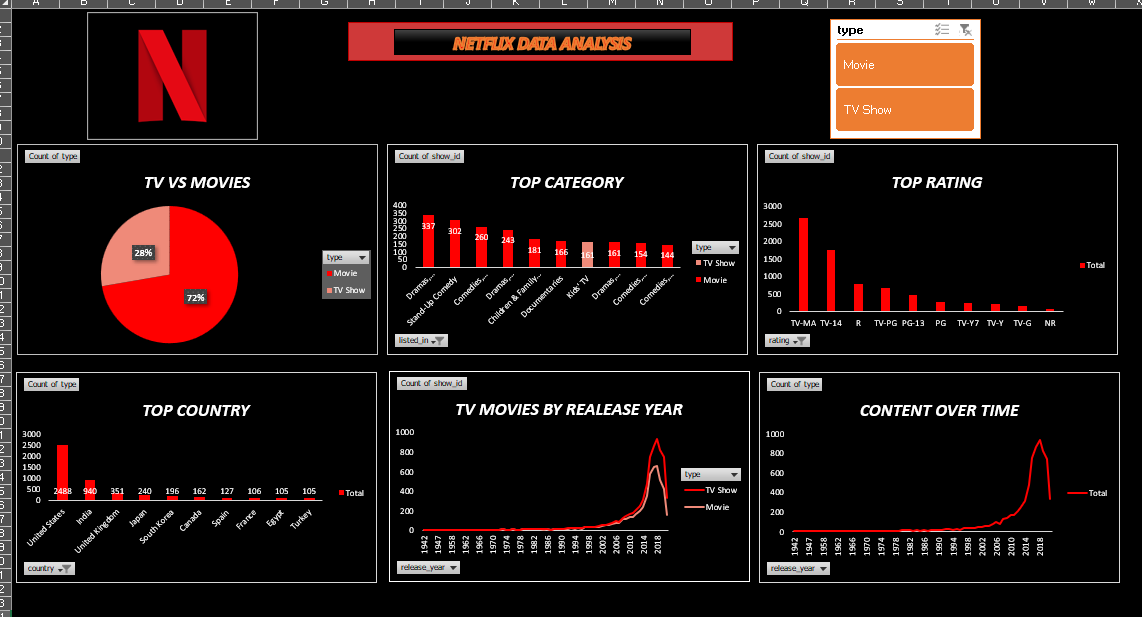 A B C D E F G H I J K L M N O P Q R S T U V W
NETFLIX DATA ANALYSIS
type
Movie
TV Show
Count of type
TV VS MOVIES
28%
72%
type
Movie
TV Show
Count of show_id
TOP CATEGORY
400
350
300
250
200
150
100
50
0
337 302 260 243 181 166 161 161 154 144
Dramas,... Stand-Up Comedy Comedies,... Dramas,... Children & Family... Documentaries Kids' TV Dramas,... Comedies,... Comedies,...
type
TV Show
Movie
listed_in
Count of show_id
TOP RATING
3000
2500
2000
1500
1000
500
0
TV-MA TV-14 R TV-PG PG-13 PG TV-Y7 TV-Y TV-G NR
Total
rating
Count of type
TOP COUNTRY
3000
2500
2000
1500
1000
500
0
2488 940 351 240 196 162 127 106 105 105
United States India United Kingdom Japan South Korea Canada Spain France Egypt Turkey
Total
country
Count of show_id
TV MOVIES BY REALEASE YEAR
1000
800
600
400
200
0
1942 1947 1958 1962 1966 1970 1974 1978 1982 1986 1990 1994 1998 2002 2006 2010 2014 2018
type
TV Show
Movie
release_year
Count of type
CONTENT OVER TIME
1000
800
600
400
200
0
1942 1947 1958 1962 1966 1970 1974 1978 1982 1986 1990 1994 1998 2002 2006 2010 2014 2018
Total
release_year